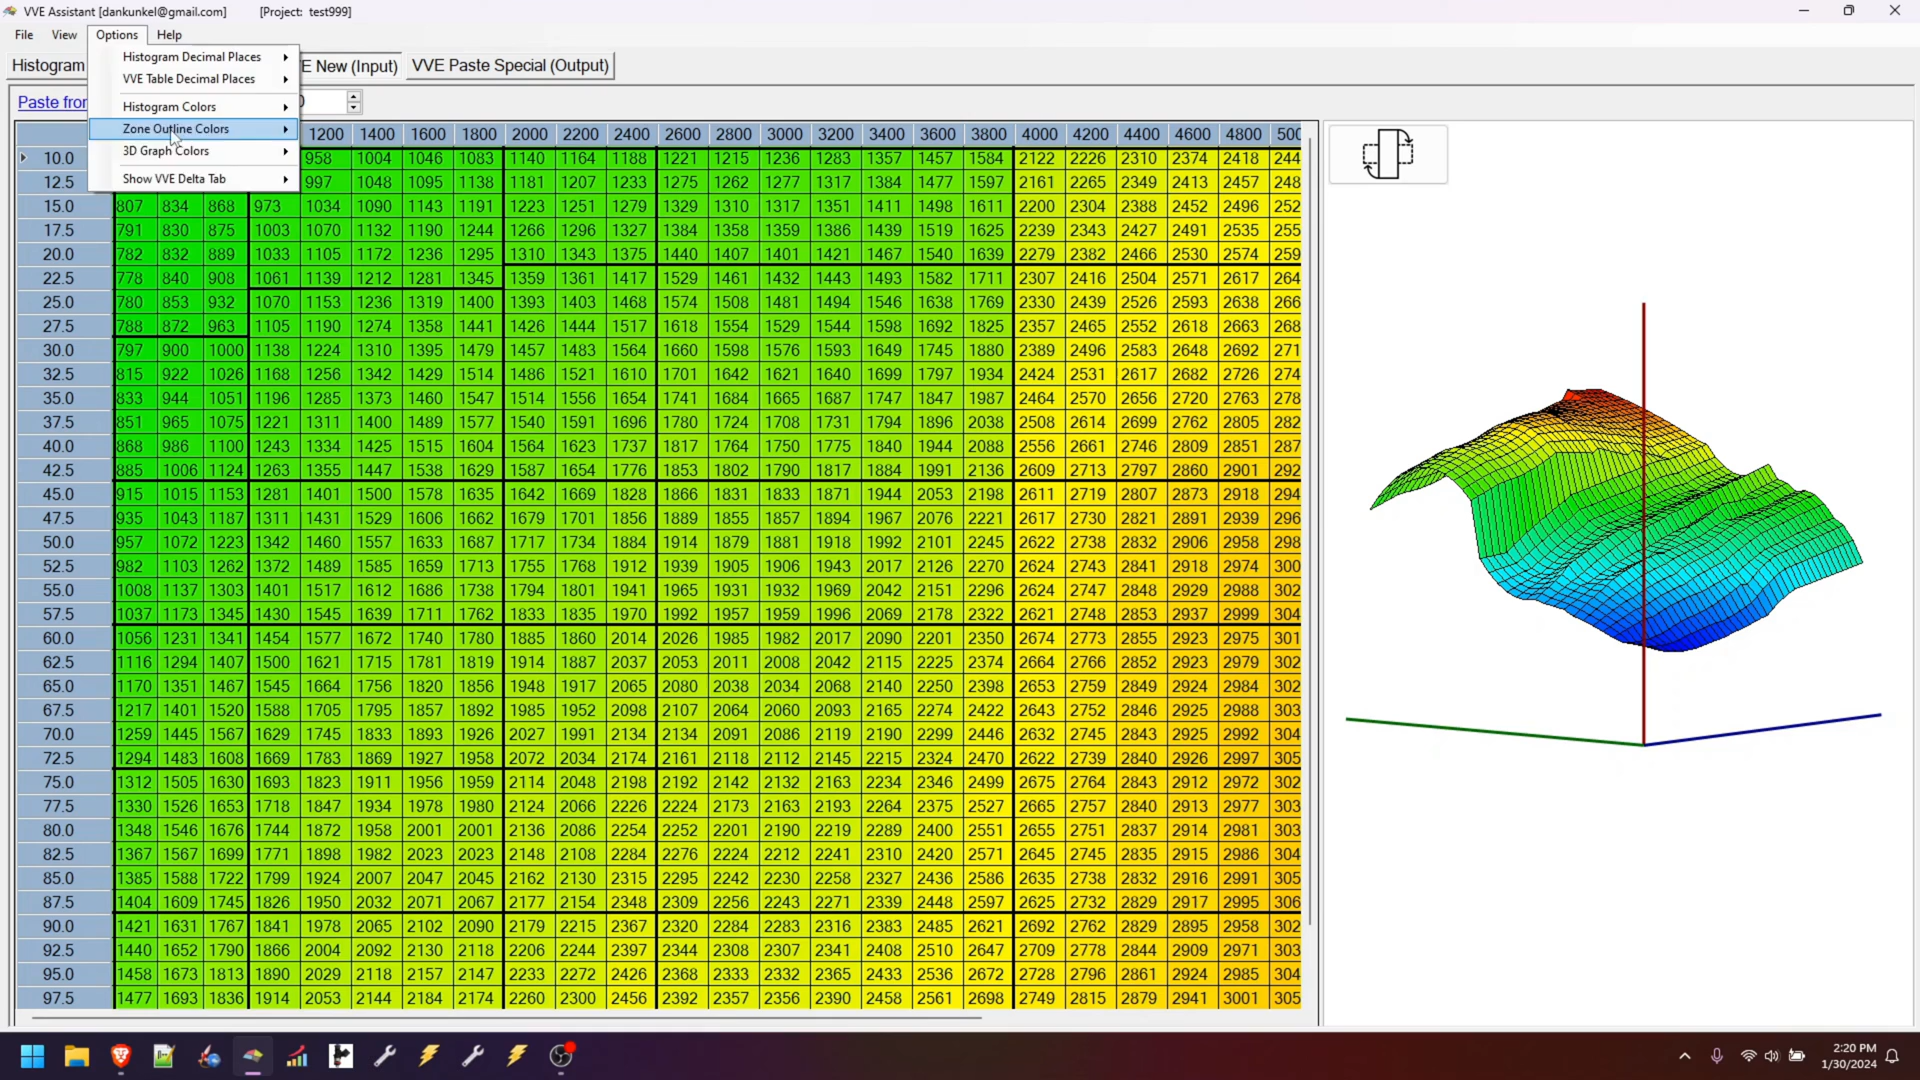 VVE Assistant [dankunkel@gmail.com] [Project: test999]
File View Options Help
Histogram E New (Input) VVE Paste Special (Output)
Histogram Decimal Places
VVE Table Decimal Places
Histogram Colors
Zone Outline Colors
3D Graph Colors
Show VVE Delta Tab
Paste fro
1200 1400 1600 1800 2000 2200 2400 2600 2800 3000 3200 3400 3600 3800 4000 4200 4400 4600 4800 500
10.0 958 1004 1046 1083 1140 1164 1188 1221 1215 1236 1283 1357 1457 1584 2122 2226 2310 2374 2418 244
12.5 997 1048 1095 1138 1181 1207 1233 1275 1262 1277 1317 1384 1477 1597 2161 2265 2349 2413 2457 248
15.0 807 834 868 973 1034 1090 1143 1191 1223 1251 1279 1329 1310 1317 1351 1411 1498 1611 2200 2304 2388 2452 2496 252
17.5 791 830 875 1003 1070 1132 1190 1244 1266 1296 1327 1384 1358 1359 1386 1439 1519 1625 2239 2343 2427 2491 2535 255
20.0 782 832 889 1033 1105 1172 1236 1295 1310 1343 1375 1440 1407 1401 1421 1467 1540 1639 2279 2382 2466 2530 2574 259
22.5 778 840 908 1061 1139 1212 1281 1345 1359 1361 1417 1529 1461 1432 1443 1493 1582 1711 2307 2416 2504 2571 2617 264
25.0 780 853 932 1070 1153 1236 1319 1400 1393 1403 1468 1574 1508 1481 1494 1546 1638 1769 2330 2439 2526 2593 2638 266
27.5 788 872 963 1105 1190 1274 1358 1441 1426 1444 1517 1618 1554 1529 1544 1598 1692 1825 2357 2465 2552 2618 2663 268
30.0 797 900 1000 1138 1224 1310 1395 1479 1457 1483 1564 1660 1598 1576 1593 1649 1745 1880 2389 2496 2583 2648 2692 271
32.5 815 922 1026 1168 1256 1342 1429 1514 1486 1521 1610 1701 1642 1621 1640 1699 1797 1934 2424 2531 2617 2682 2726 274
35.0 833 944 1051 1196 1285 1373 1460 1547 1514 1556 1654 1741 1684 1665 1687 1747 1847 1987 2464 2570 2656 2720 2763 278
37.5 851 965 1075 1221 1311 1400 1489 1577 1540 1591 1696 1780 1724 1708 1731 1794 1896 2038 2508 2614 2699 2762 2805 282
40.0 868 986 1100 1243 1334 1425 1515 1604 1564 1623 1737 1817 1764 1750 1775 1840 1944 2088 2556 2661 2746 2809 2851 287
42.5 885 1006 1124 1263 1355 1447 1538 1629 1587 1654 1776 1853 1802 1790 1817 1884 1991 2136 2609 2713 2797 2860 2901 292
45.0 915 1015 1153 1281 1401 1500 1578 1635 1642 1669 1828 1866 1831 1833 1871 1944 2053 2198 2611 2719 2807 2873 2918 294
47.5 935 1043 1187 1311 1431 1529 1606 1662 1679 1701 1856 1889 1855 1857 1894 1967 2076 2221 2617 2730 2821 2891 2939 296
50.0 957 1072 1223 1342 1460 1557 1633 1687 1717 1734 1884 1914 1879 1881 1918 1992 2101 2245 2622 2738 2832 2906 2958 298
52.5 982 1103 1262 1372 1489 1585 1659 1713 1755 1768 1912 1939 1905 1906 1943 2017 2126 2270 2624 2743 2841 2918 2974 300
55.0 1008 1137 1303 1401 1517 1612 1686 1738 1794 1801 1941 1965 1931 1932 1969 2042 2151 2296 2624 2747 2848 2929 2988 302
57.5 1037 1173 1345 1430 1545 1639 1711 1762 1833 1835 1970 1992 1957 1959 1996 2069 2178 2322 2621 2748 2853 2937 2999 304
60.0 1056 1231 1341 1454 1577 1672 1740 1780 1885 1860 2014 2026 1985 1982 2017 2090 2201 2350 2674 2773 2855 2923 2975 301
62.5 1116 1294 1407 1500 1621 1715 1781 1819 1914 1887 2037 2053 2011 2008 2042 2115 2225 2374 2664 2766 2852 2923 2979 302
65.0 1170 1351 1467 1545 1664 1756 1820 1856 1948 1917 2065 2080 2038 2034 2068 2140 2250 2398 2653 2759 2849 2924 2984 302
67.5 1217 1401 1520 1588 1705 1795 1857 1892 1985 1952 2098 2107 2064 2060 2093 2165 2274 2422 2643 2752 2846 2925 2988 303
70.0 1259 1445 1567 1629 1745 1833 1893 1926 2027 1991 2134 2134 2091 2086 2119 2190 2299 2446 2632 2745 2843 2925 2992 304
72.5 1294 1483 1608 1669 1783 1869 1927 1958 2072 2034 2174 2161 2118 2112 2145 2215 2324 2470 2622 2739 2840 2926 2997 305
75.0 1312 1505 1630 1693 1823 1911 1956 1959 2114 2048 2198 2192 2142 2132 2163 2234 2346 2499 2675 2764 2843 2912 2972 302
77.5 1330 1526 1653 1718 1847 1934 1978 1980 2124 2066 2226 2224 2173 2163 2193 2264 2375 2527 2665 2757 2840 2913 2977 303
80.0 1348 1546 1676 1744 1872 1958 2001 2001 2136 2086 2254 2252 2201 2190 2219 2289 2400 2551 2655 2751 2837 2914 2981 303
82.5 1367 1567 1699 1771 1898 1982 2023 2023 2148 2108 2284 2276 2224 2212 2241 2310 2420 2571 2645 2745 2835 2915 2986 304
85.0 1385 1588 1722 1799 1924 2007 2047 2045 2162 2130 2315 2295 2242 2230 2258 2327 2436 2586 2635 2738 2832 2916 2991 305
87.5 1404 1609 1745 1826 1950 2032 2071 2067 2177 2154 2348 2309 2256 2243 2271 2339 2448 2597 2625 2732 2829 2917 2995 306
90.0 1421 1631 1767 1841 1978 2065 2102 2090 2179 2215 2367 2320 2284 2283 2316 2383 2485 2621 2692 2762 2829 2895 2958 302
92.5 1440 1652 1790 1866 2004 2092 2130 2118 2206 2244 2397 2344 2308 2307 2341 2408 2510 2647 2709 2778 2844 2909 2971 303
95.0 1458 1673 1813 1890 2029 2118 2157 2147 2233 2272 2426 2368 2333 2332 2365 2433 2536 2672 2728 2796 2861 2924 2985 304
97.5 1477 1693 1836 1914 2053 2144 2184 2174 2260 2300 2456 2392 2357 2356 2390 2458 2561 2698 2749 2815 2879 2941 3001 305
2:20 PM
1/30/2024